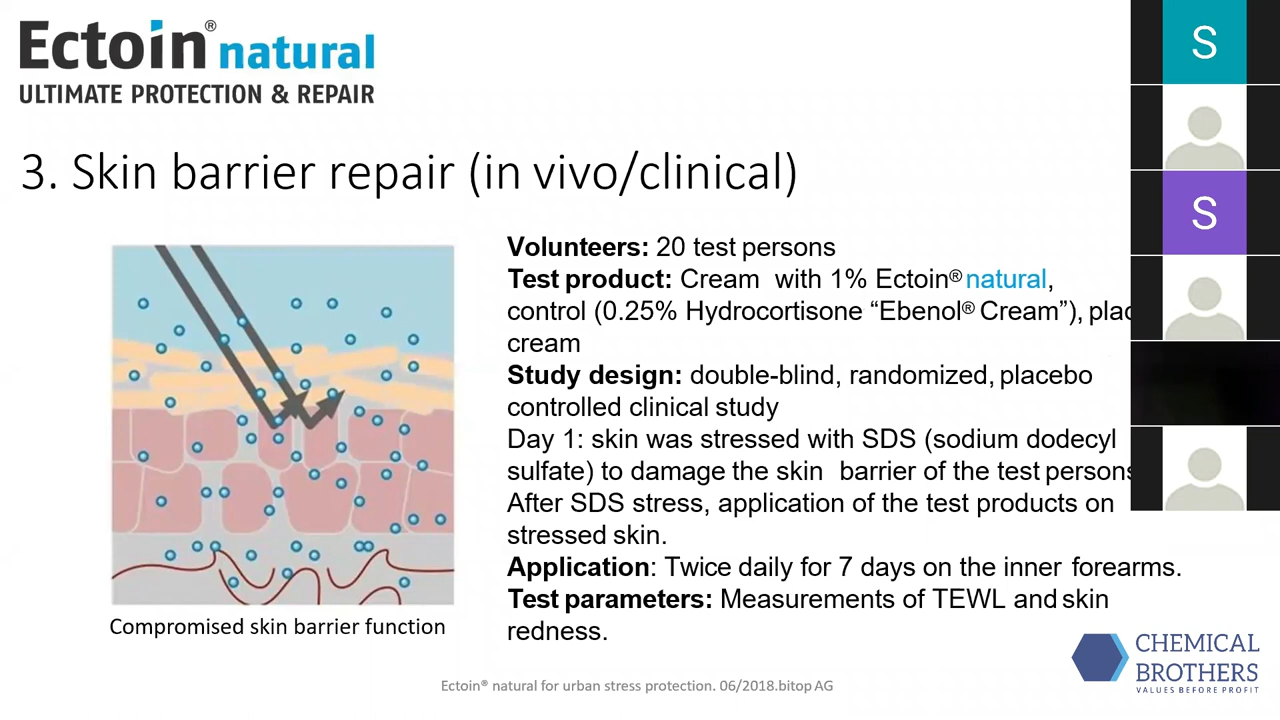 Ectoin® natural
ULTIMATE PROTECTION & REPAIR
3. Skin barrier repair (in vivo/clinical)
Volunteers: 20 test persons
Test product: Cream with 1% Ectoin® natural,
control (0.25% Hydrocortisone “Ebenol® Cream”),
cream
Study design: double-blind, randomized, placebo
controlled clinical study
Day 1: skin was stressed with SDS (sodium dodecyl
sulfate) to damage the skin barrier of the test persons
After SDS stress, application of the test products on
stressed skin.
Application: Twice daily for 7 days on the inner forearms.
Test parameters: Measurements of TEWL and skin
redness.
Compromised skin barrier function
Ectoin® natural for urban stress protection. 06/2018.bitop AG
CHEMICAL
BROTHERS
VALUES BEFORE PROFIT
S
S